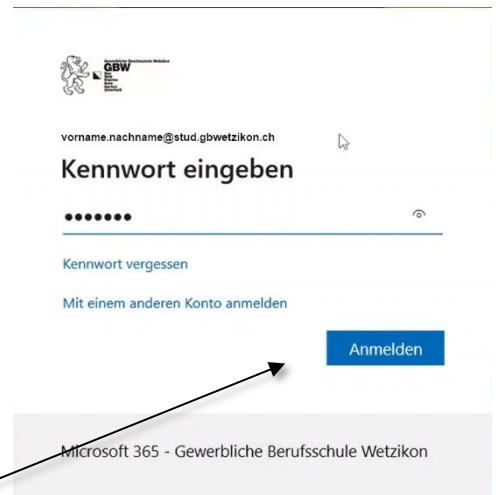 GBW
vorname.nachname@stud.gbwetzikon.ch
Kennwort eingeben
Kennwort vergessen
Mit einem anderen Konto anmelden
Anmelden
Microsoft 365 - Gewerbliche Berufsschule Wetzikon